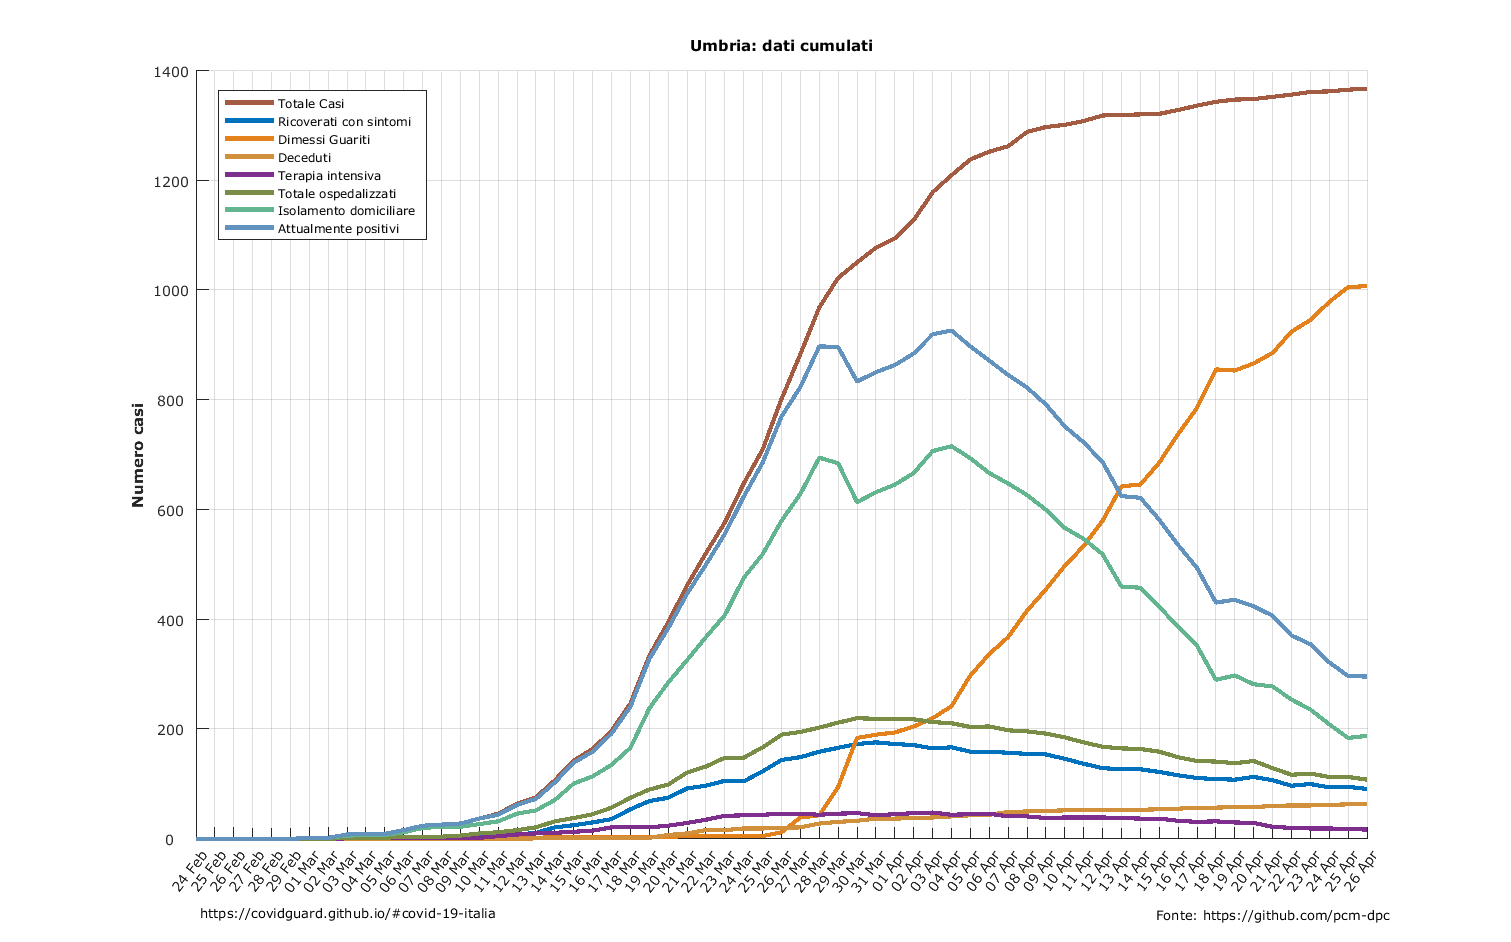 Umbria: dati cumulati
1400
1200
1000
800
600
400
200
0
Numero casi
Totale Casi
Ricoverati con sintomi
Dimessi Guariti
Deceduti
Terapia intensiva
Totale ospedalizzati
Isolamento domiciliare
Attualmente positivi
24 Feb
25 Feb
26 Feb
27 Feb
28 Feb
29 Feb
01 Mar
02 Mar
03 Mar
04 Mar
05 Mar
06 Mar
07 Mar
08 Mar
09 Mar
10 Mar
11 Mar
12 Mar
13 Mar
14 Mar
15 Mar
16 Mar
17 Mar
18 Mar
19 Mar
20 Mar
21 Mar
22 Mar
23 Mar
24 Mar
25 Mar
26 Mar
27 Mar
28 Mar
29 Mar
30 Mar
31 Mar
01 Apr
02 Apr
03 Apr
04 Apr
05 Apr
06 Apr
07 Apr
08 Apr
09 Apr
10 Apr
11 Apr
12 Apr
13 Apr
14 Apr
15 Apr
16 Apr
17 Apr
18 Apr
19 Apr
20 Apr
21 Apr
22 Apr
23 Apr
24 Apr
25 Apr
26 Apr
https://covidguard.github.io/#covid-19-italia
Fonte: https://github.com/pcm-dpc